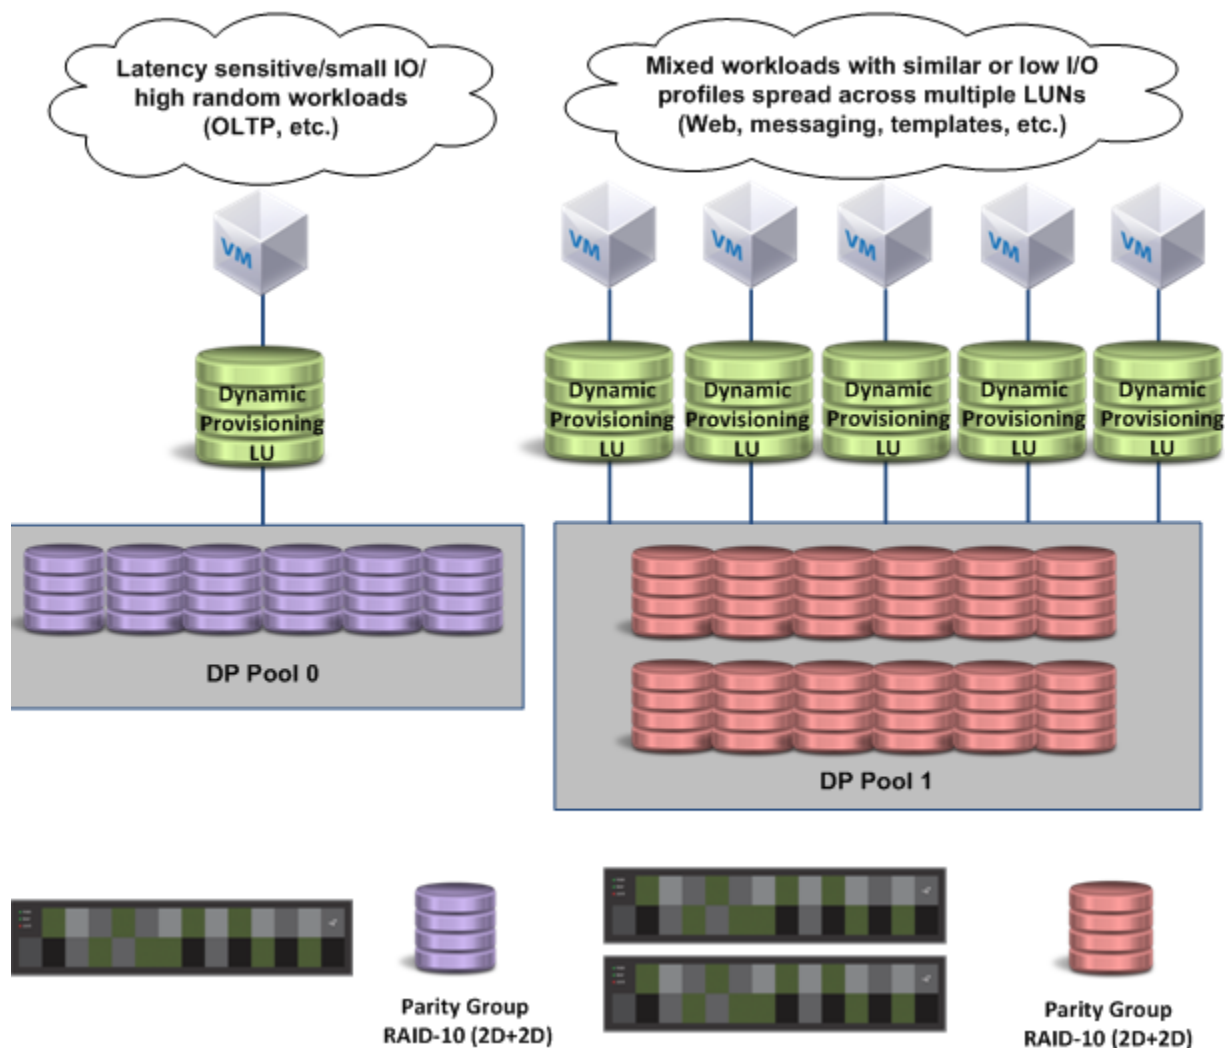 Latency sensitive/small IO/
high random workloads
(OLTP, etc.)
Mixed workloads with similar or low I/O
profiles spread across multiple LUNs
(Web, messaging, templates, etc.)
VM
VM
VM
VM
VM
VM
Dynamic
Provisioning
LU
Dynamic
Provisioning
LU
Dynamic
Provisioning
LU
Dynamic
Provisioning
LU
Dynamic
Provisioning
LU
Dynamic
Provisioning
LU
DP Pool 0
DP Pool 1
Parity Group
RAID-10 (2D+2D)
Parity Group
RAID-10 (2D+2D)